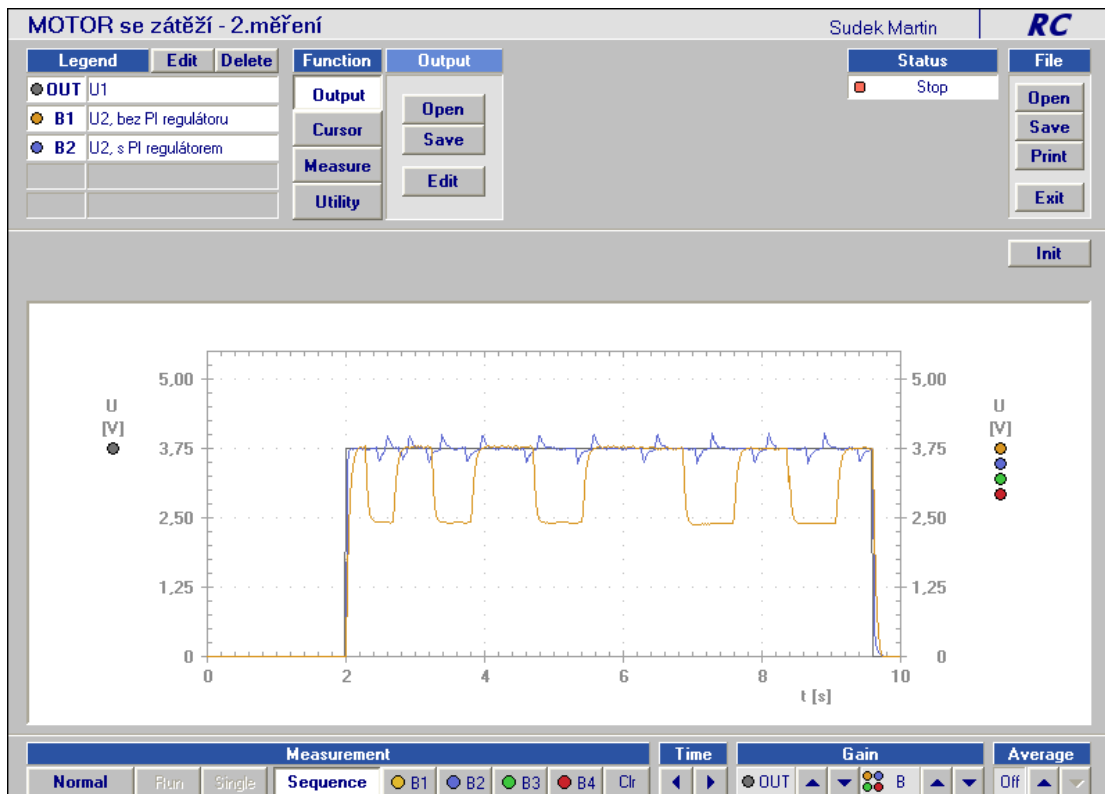 MOTOR se zátěží - 2.měření
Sudek Martin
RC
Legend Edit Delete
OUT U1
B1 U2, bez PI regulátoru
B2 U2, s PI regulátorem
Function
Output
Cursor
Measure
Utility
Output
Open
Save
Edit
Status
Stop
File
Open
Save
Print
Exit
Init
U
[V]
5,00
3,75
2,50
1,25
0
0 2 4 6 8 10
t [s]
5,00
3,75
2,50
1,25
0
U
[V]
Measurement
Normal Run Single Sequence B1 B2 B3 B4 Clr
Time
Gain
OUT B
Average
Off